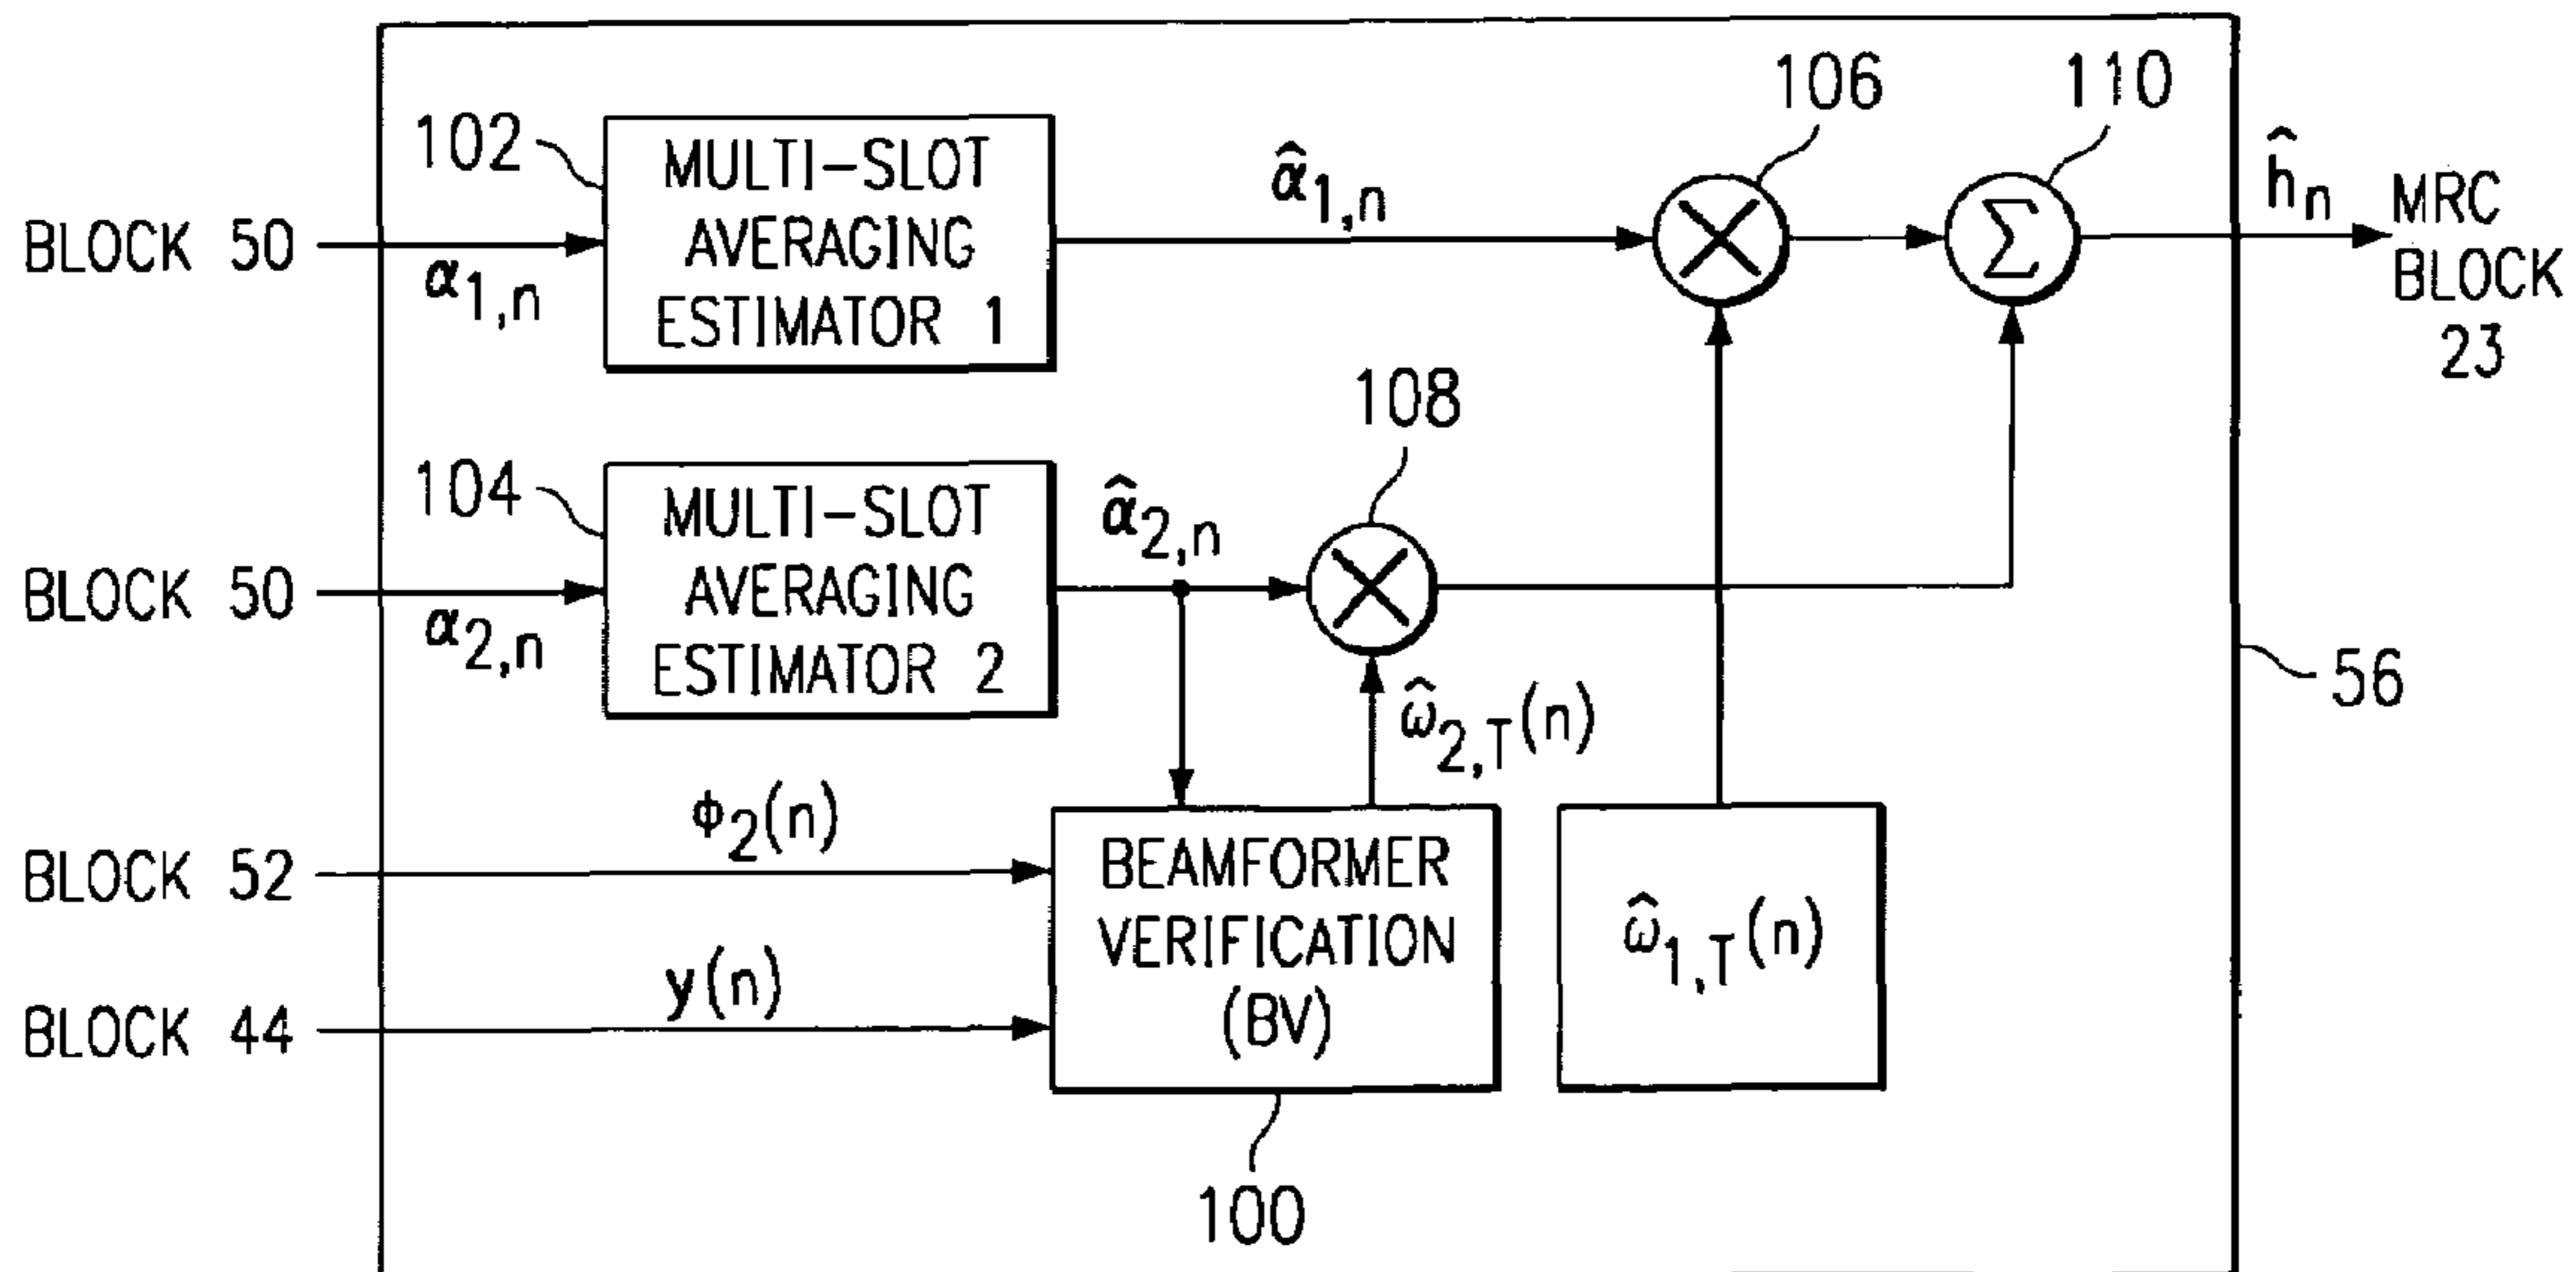 106
110
102
MULTI-SLOT
AVERAGING
ESTIMATOR 1
α̂1,n
ĥn
MRC
BLOCK
23
BLOCK 50
α1,n
108
104
MULTI-SLOT
AVERAGING
ESTIMATOR 2
α̂2,n
Σ
BLOCK 50
α2,n
56
ω̂2,T(n)
ϕ2(n)
BLOCK 52
BEAMFORMER
VERIFICATION
(BV)
ω̂1,T(n)
y(n)
BLOCK 44
100